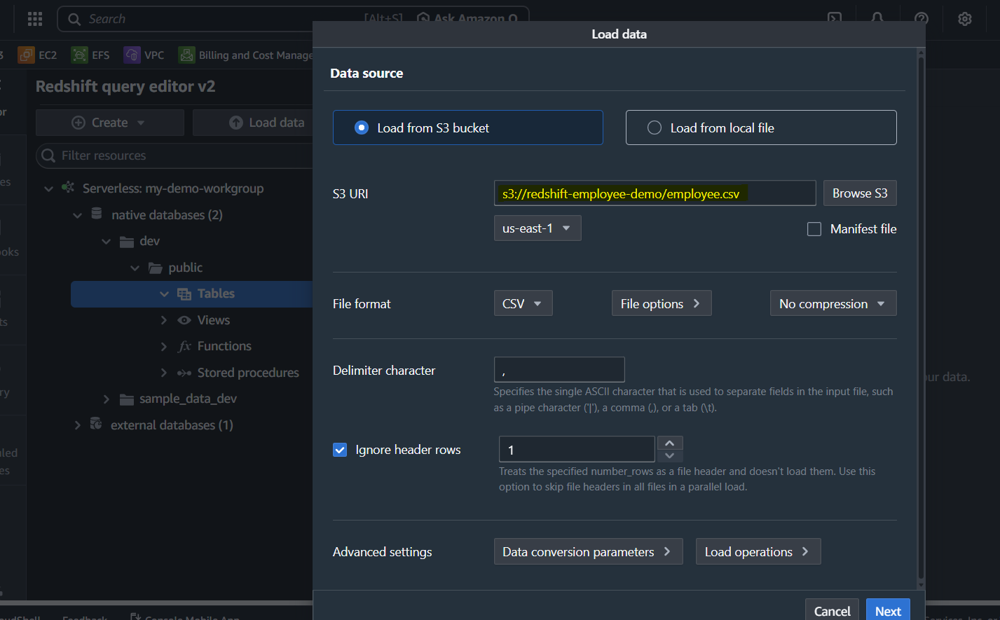 Search [Alt+S] Ask Amazon Q
EC2 EFS VPC Billing and Cost Manage
Load data
Redshift query editor v2
Create Load data
Filter resources
Serverless: my-demo-workgroup
native databases (2)
dev
public
Tables
Views
Functions
Stored procedures
sample_data_dev
external databases (1)
Data source
Load from S3 bucket Load from local file
S3 URI s3://redshift-employee-demo/employee.csv Browse S3
us-east-1 Manifest file
File format CSV File options No compression
Delimiter character ,
Specifies the single ASCII character that is used to separate fields in the input file, such
as a pipe character ('|'), a comma (,), or a tab (\t).
Ignore header rows 1
Treats the specified number_rows as a file header and doesn't load them. Use this
option to skip file headers in all files in a parallel load.
Advanced settings Data conversion parameters Load operations
Cancel Next
our data.
Feedback Console Mobile App